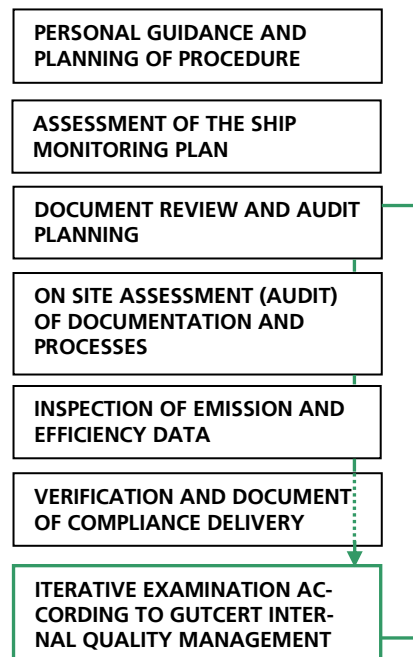 PERSONAL GUIDANCE AND
PLANNING OF PROCEDURE
ASSESSMENT OF THE SHIP
MONITORING PLAN
DOCUMENT REVIEW AND AUDIT
PLANNING
ON SITE ASSESSMENT (AUDIT)
OF DOCUMENTATION AND
PROCESSES
INSPECTION OF EMISSION AND
EFFICIENCY DATA
VERIFICATION AND DOCUMENT
OF COMPLIANCE DELIVERY
ITERATIVE EXAMINATION AC-
CORDING TO GUTCERT INTER-
NAL QUALITY MANAGEMENT